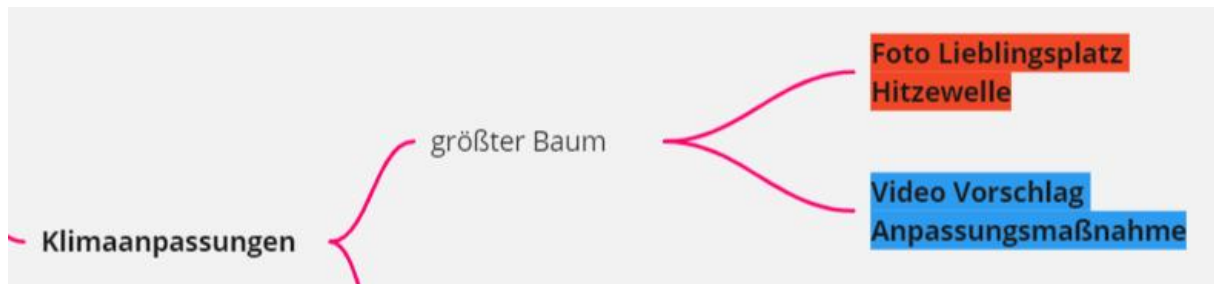 Foto Lieblingsplatz
Hitzewelle
größter Baum
Video Vorschlag
Anpassungsmaßnahme
Klimaanpassungen